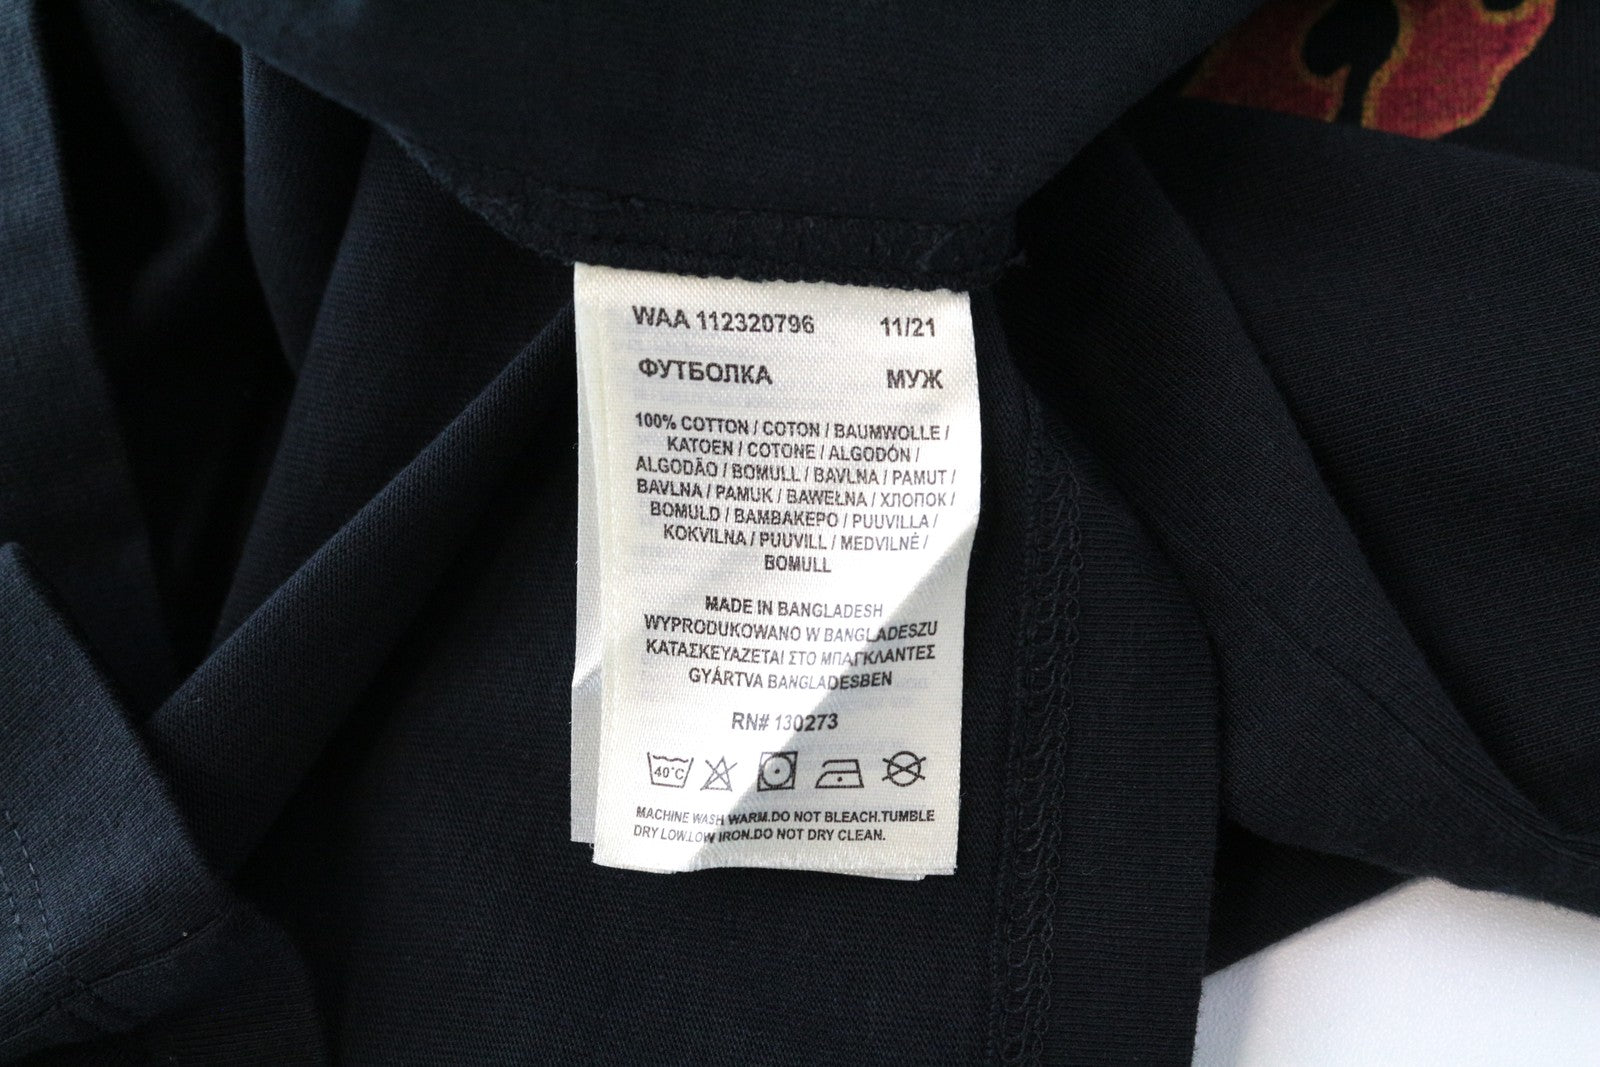 WAA 112320796 11/21
ФУТБОЛКА МУЖ
100% COTTON / COTON / BAUMWOLLE /
KATOEN / COTONE / ALGODÓN /
ALGODÃO / BOMULL / BAVLNA / PAMUT /
BAVLNA / PAMUK / BAWEŁNA / ХЛОПОК /
BOMULD / ΒΑΜΒΑΚΕΡΟ / PUUVILLA /
KOKVILNA / PUUVILL / MEDVILNĖ /
BOMULL
MADE IN BANGLADESH
WYPRODUKOWANO W BANGLADESZU
ΚΑΤΑΣΚΕΥΑΖΕΤΑΙ ΣΤΟ ΜΠΑΓΚΛΑΝΤΕΣ
GYÁRTVA BANGLADESBEN
RN# 130273
40°C
MACHINE WASH WARM.DO NOT BLEACH.TUMBLE
DRY LOW.LOW IRON.DO NOT DRY CLEAN.